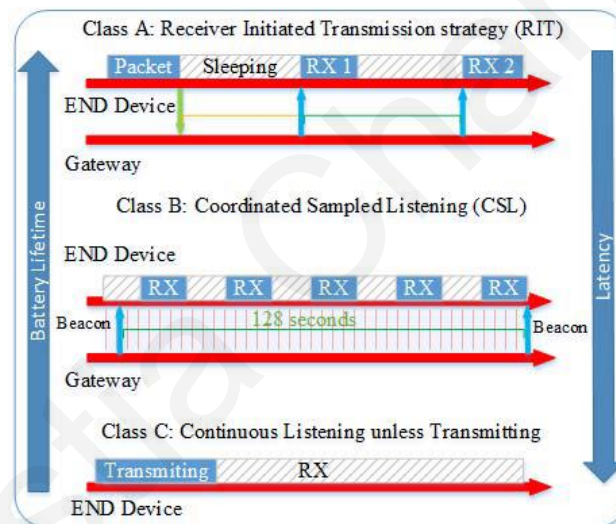 Class A: Receiver Initiated Transmission strategy (RIT)
Packet Sleeping RX 1 RX 2
END Device
Gateway
Class B: Coordinated Sampled Listening (CSL)
END Device
RX RX RX RX RX
Beacon 128 seconds Beacon
Gateway
Class C: Continuous Listening unless Transmitting
Transmiting RX
END Device
Battery Lifetime
Latency